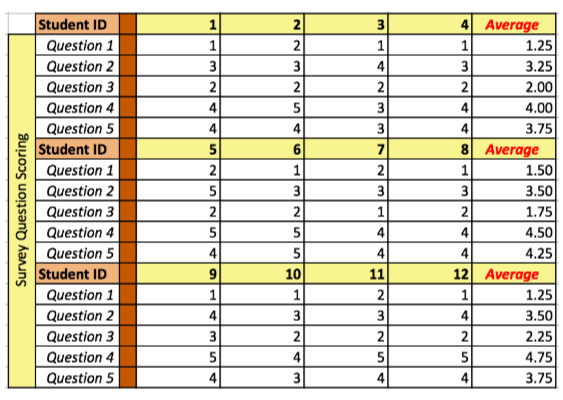 Survey Question Scoring
Student ID 1 2 3 4 Average
Question 1 1 2 1 1 1.25
Question 2 3 3 4 3 3.25
Question 3 2 2 2 2 2.00
Question 4 4 5 3 4 4.00
Question 5 4 4 3 4 3.75
Student ID 5 6 7 8 Average
Question 1 2 1 2 1 1.50
Question 2 5 3 3 3 3.50
Question 3 2 2 1 2 1.75
Question 4 5 5 4 4 4.50
Question 5 4 5 4 4 4.25
Student ID 9 10 11 12 Average
Question 1 1 1 2 1 1.25
Question 2 4 3 3 4 3.50
Question 3 3 2 2 2 2.25
Question 4 5 4 5 5 4.75
Question 5 4 3 4 4 3.75